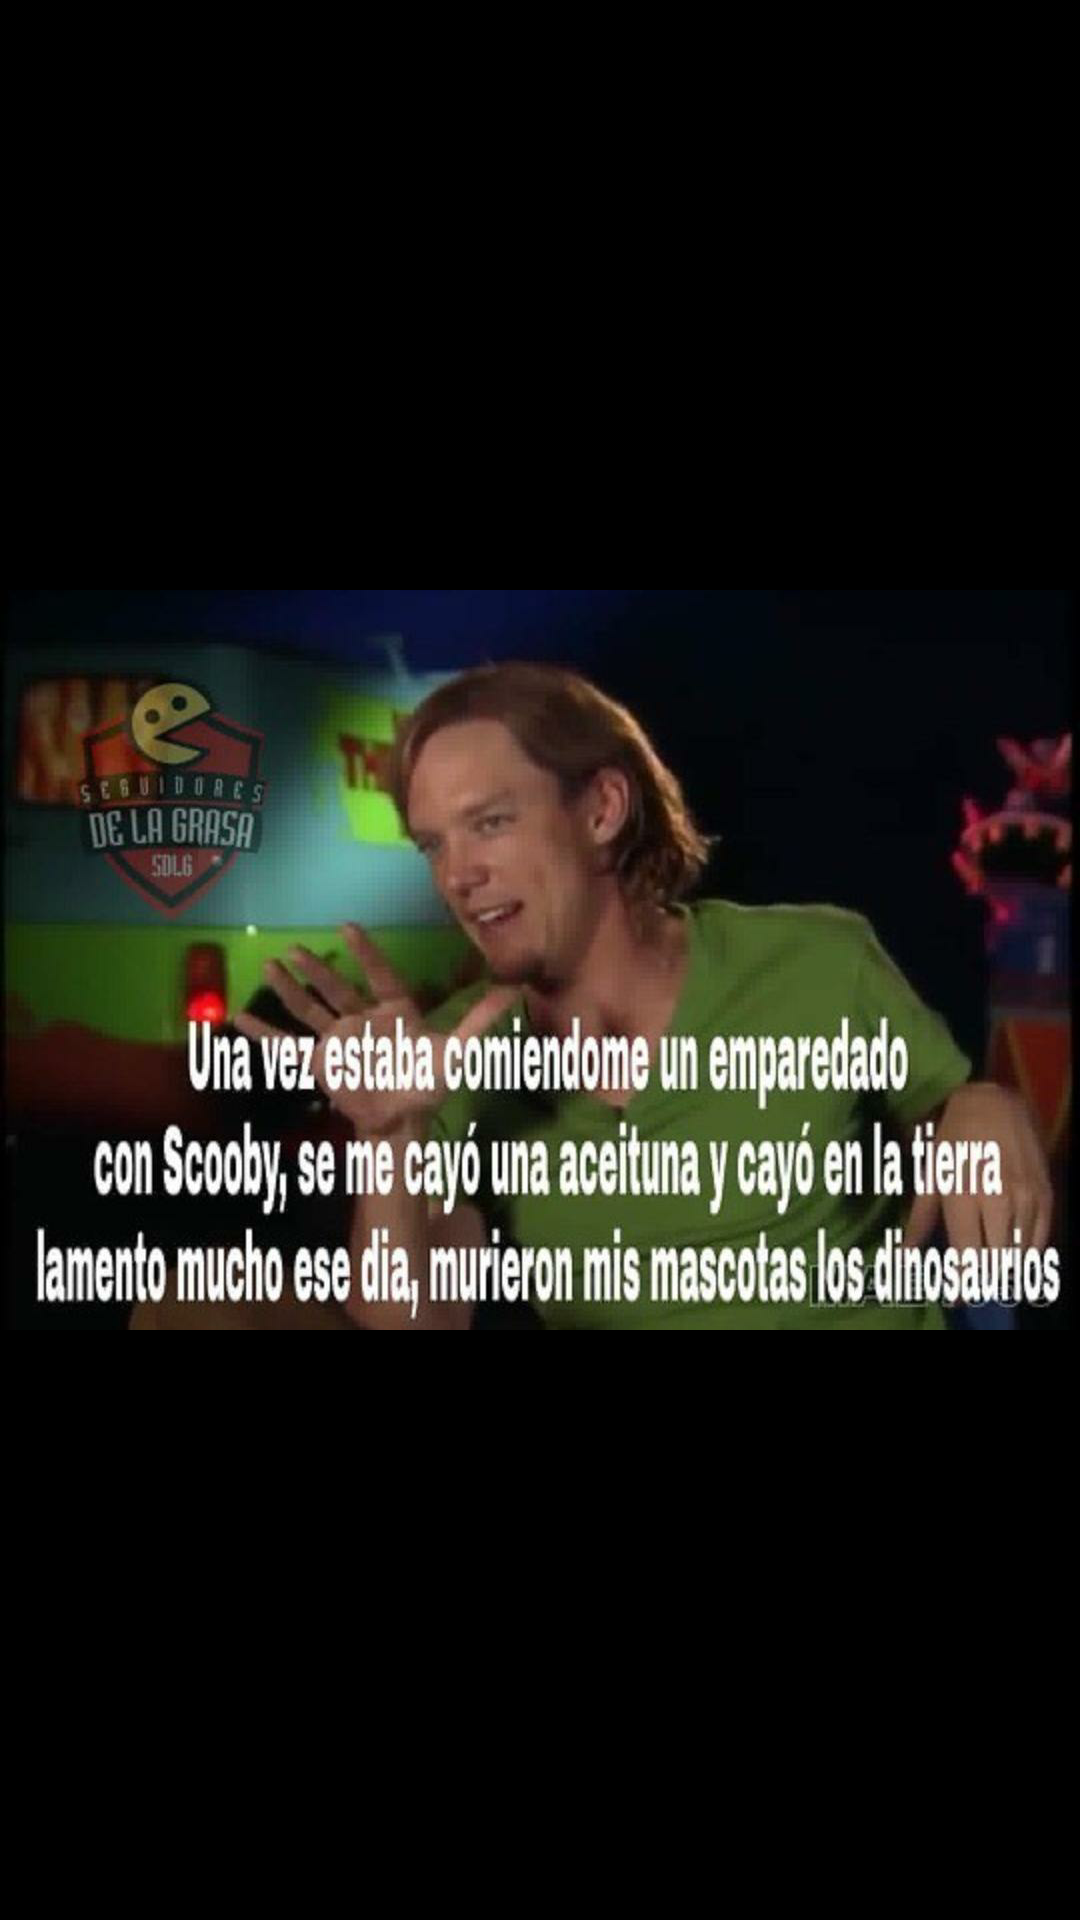 SEGUIDORES
DE LA GRASA
SDLG
TH
Una vez estaba comiendome un emparedado
con Scooby, se me cayó una aceituna y cayó en la tierra
lamento mucho ese dia, murieron mis mascotas los dinosaurios